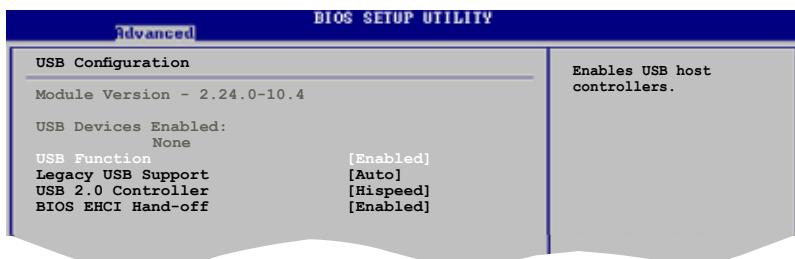 BIOS SETUP UTILITY
Advanced
USB Configuration
Module Version - 2.24.0-10.4
USB Devices Enabled:
None
USB Function [Enabled]
Legacy USB Support [Auto]
USB 2.0 Controller [Hispeed]
BIOS EHCI Hand-off [Enabled]
Enables USB host
controllers.